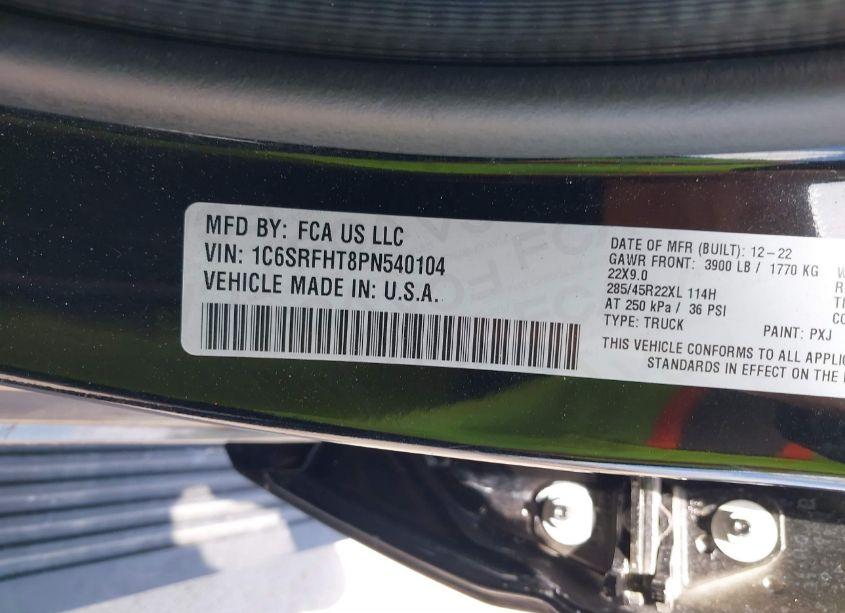 MFD BY: FCA US LLC
VIN: 1C6SRFHT8PN540104
VEHICLE MADE IN: U.S.A.
DATE OF MFR (BUILT): 12-22
GAWR FRONT: 3900 LB / 1770 KG
22X9.0
285/45R22XL 114H
AT 250 kPa / 36 PSI
TYPE: TRUCK
PAINT: PXJ
THIS VEHICLE CONFORMS TO ALL
STANDARDS IN EFFECT ON THE